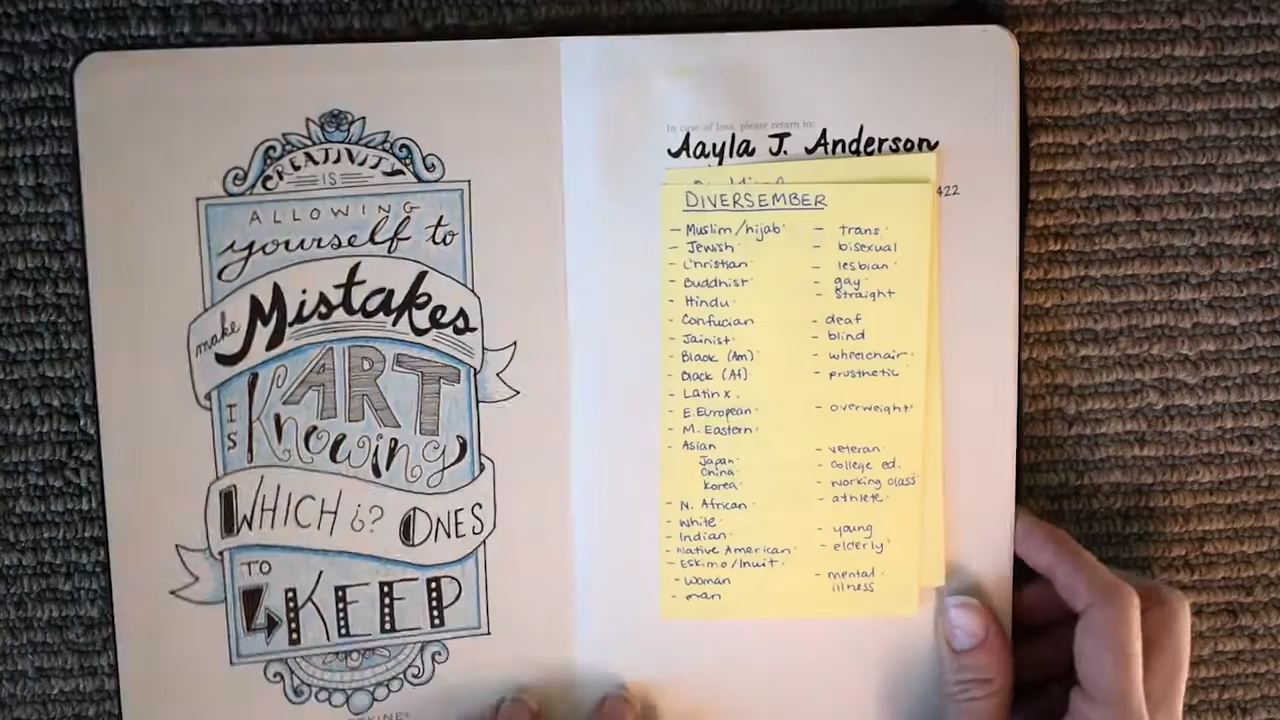 CREATIVITY
IS
ALLOWING
yourself to
make Mistakes
ART
IS Knowing
WHICH ¿? ONES
TO
KEEP
In case of loss, please return to:
Aayla J. Anderson
422
DIVERSEMBER
- Muslim/hijab
- Jewish
- Christian
- Buddhist
- Hindu
- Confucian
- Jainist
- Black (Am)
- Black (Af)
- Latinx
- E. European
- M. Eastern
- Asian
Japan
China
Korea
- N. African
- White
- Indian
- Native American
- Eskimo/Inuit
- Woman
- man
- trans
- bisexual
- lesbian
- gay
- straight
- deaf
- blind
- wheelchair
- prosthetic
- overweight
- veteran
- college ed.
- working class
- athlete
- young
- elderly
- mental
illness